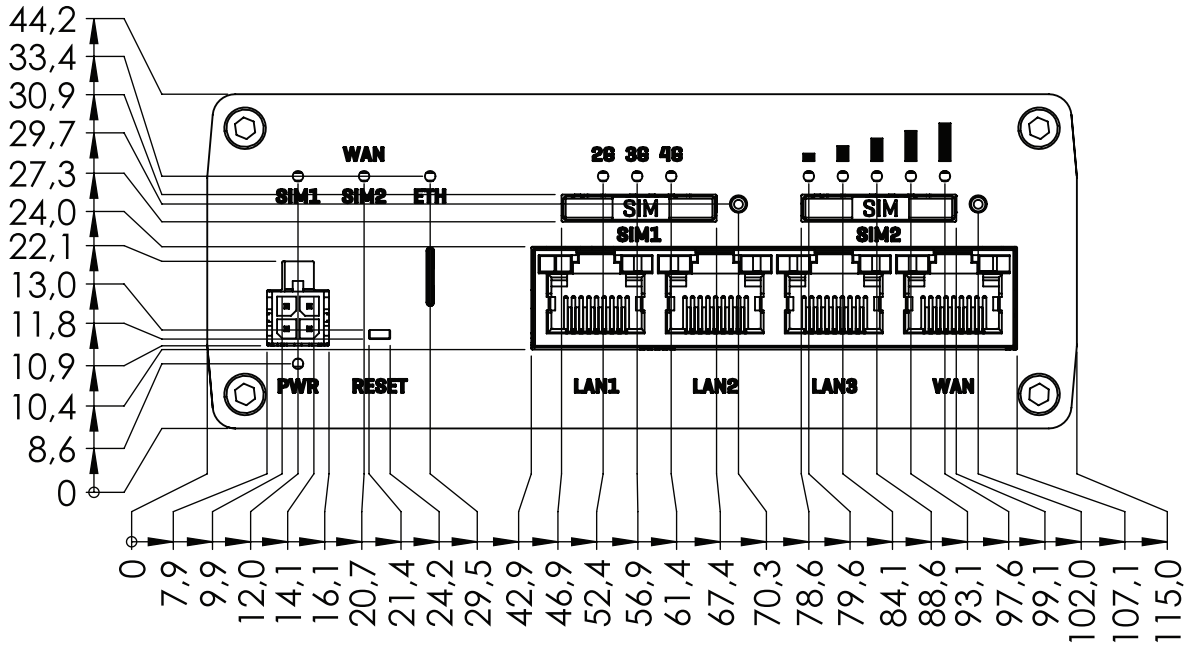 44,2
33,4
30,9
29,7
27,3
24,0
22,1
13,0
11,8
10,9
10,4
8,6
0
WAN
2G 3G 4G
SIM1 SIM2 ETH
SIM SIM
SIM1 SIM2
PWR RESET LAN1 LAN2 LAN3 WAN
0 7,9 9,9 12,0 14,1 16,1 20,7 21,4 24,2 29,5 42,9 46,9 52,4 56,9 61,4 67,4 70,3 78,6 79,6 84,1 88,6 93,1 97,6 99,1 102,0 107,1 115,0